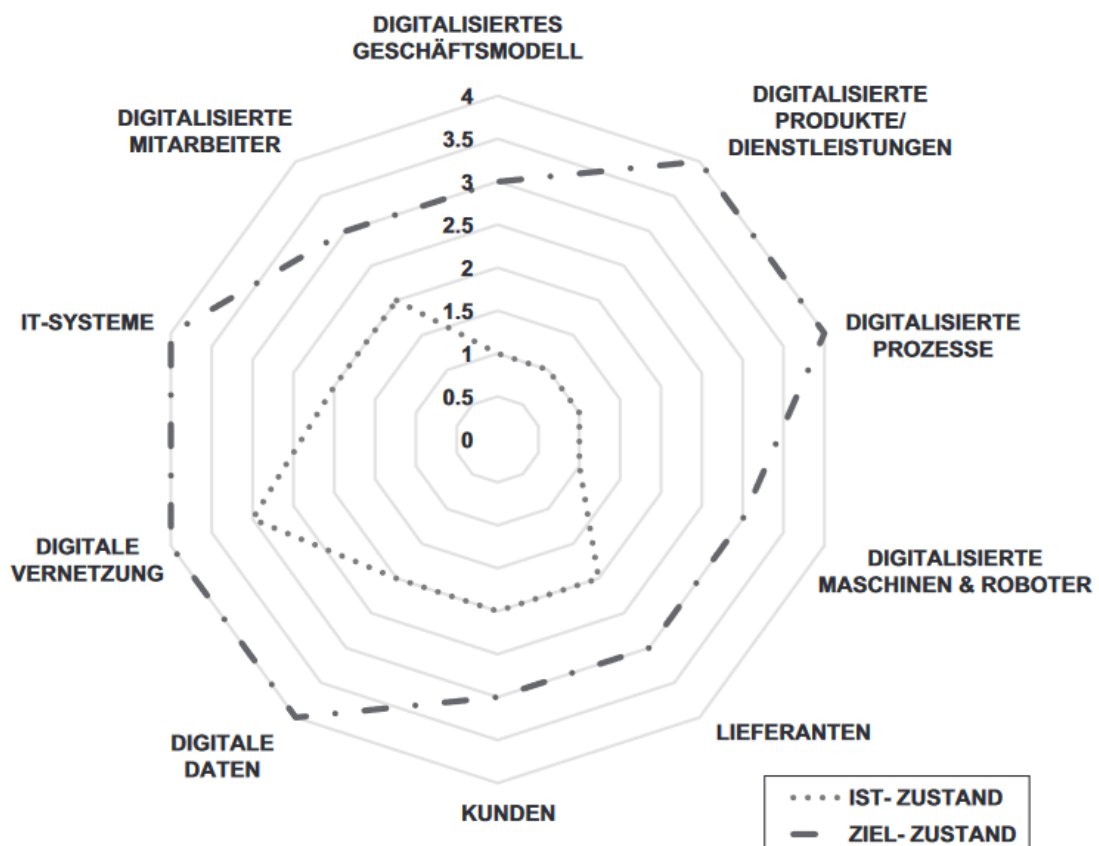 DIGITALISIERTES
GESCHÄFTSMODELL
DIGITALISIERTE
PRODUKTE/
DIENSTLEISTUNGEN
DIGITALISIERTE
MITARBEITER
4
3.5
3
2.5
2
1.5
1
0.5
0
IT-SYSTEME
DIGITALISIERTE
PROZESSE
DIGITALE
VERNETZUNG
DIGITALISIERTE
MASCHINEN & ROBOTER
DIGITALE
DATEN
LIEFERANTEN
KUNDEN
IST- ZUSTAND
ZIEL- ZUSTAND